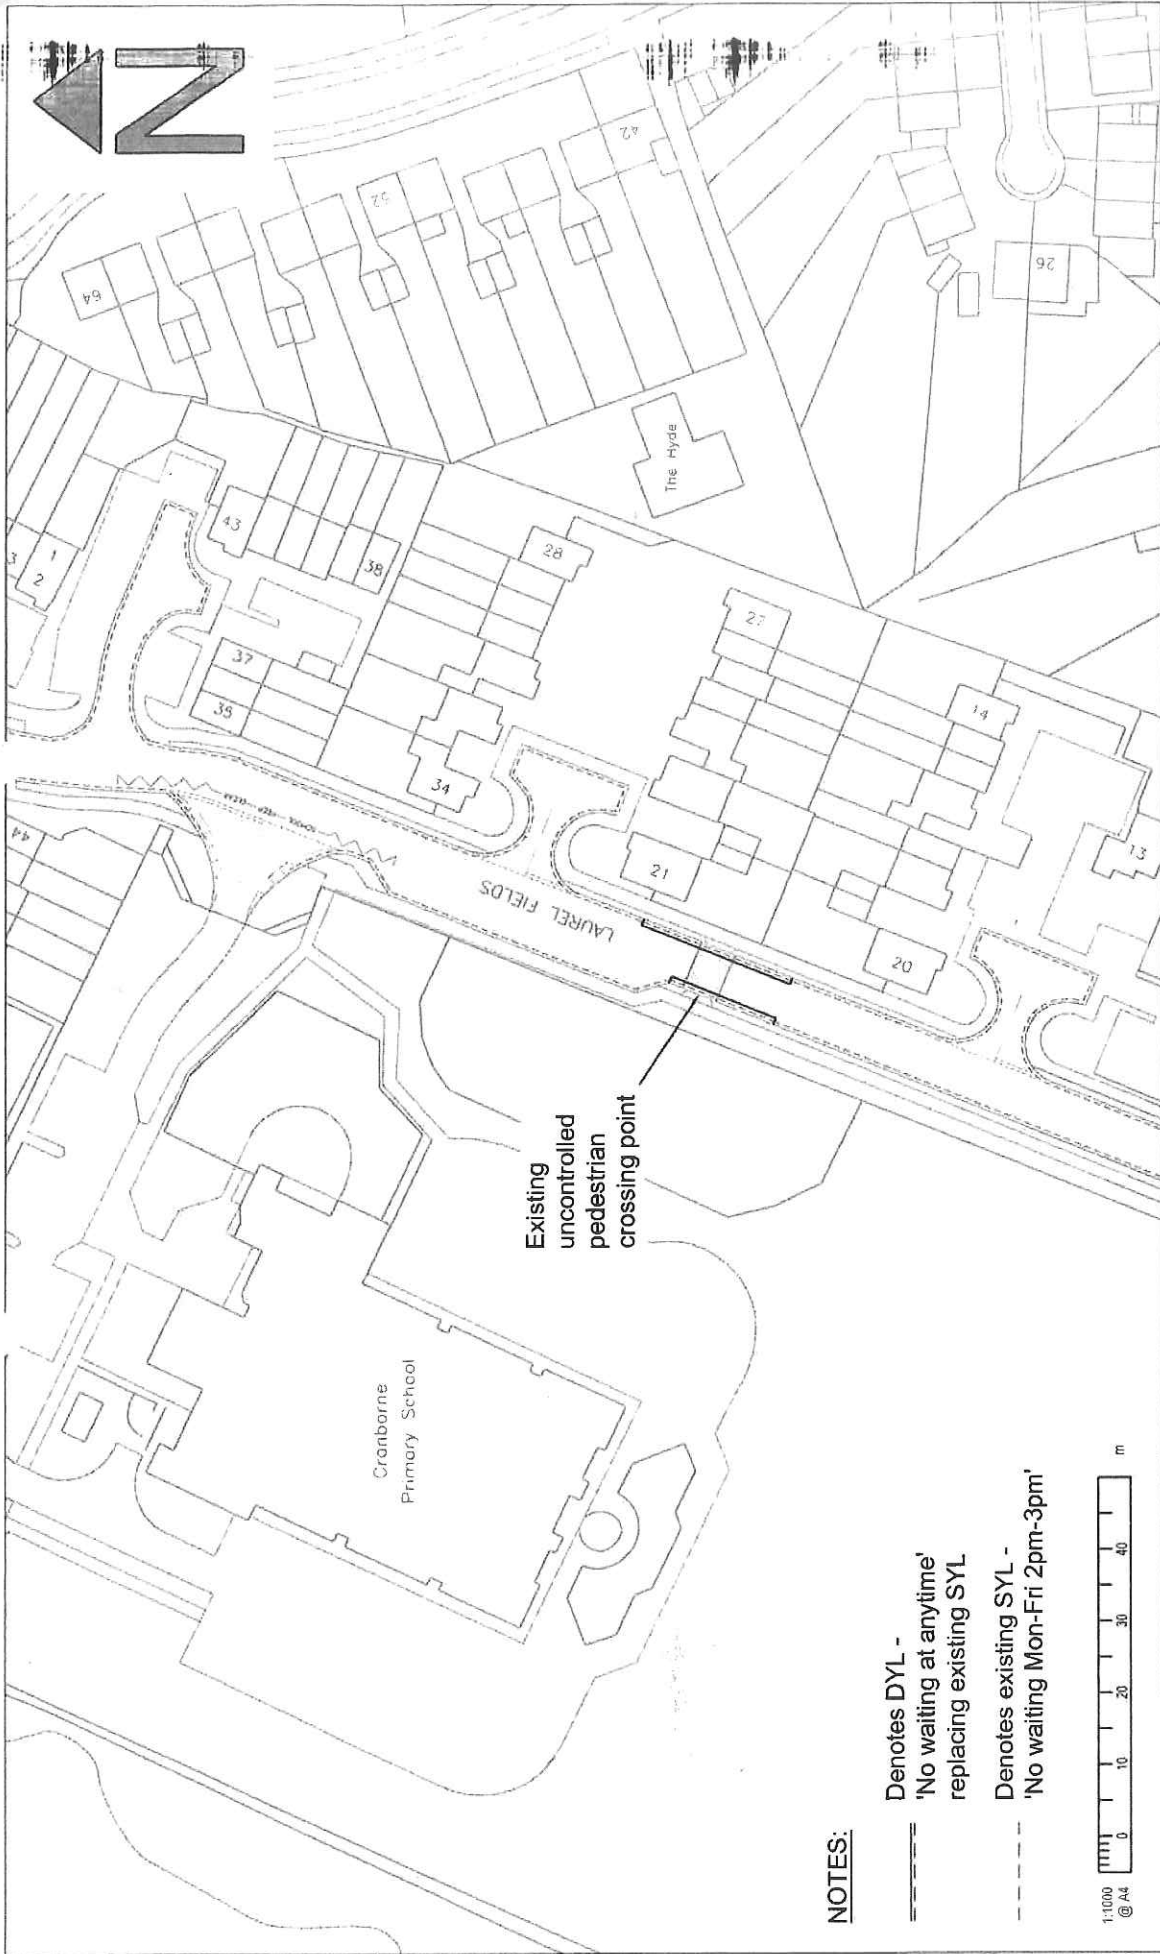 N
64
52
42
26
The Hyde
3
1
2
43
38
37
35
28
34
27
21
14
20
13
44
LAUREL FIELDS
Existing
uncontrolled
pedestrian
crossing point
Cranborne
Primary School
NOTES:
Denotes DYL -
'No waiting at anytime'
replacing existing SYL
Denotes existing SYL -
'No waiting Mon-Fri 2pm-3pm'
1:1000
@ A4
0 10 20 30 40 m